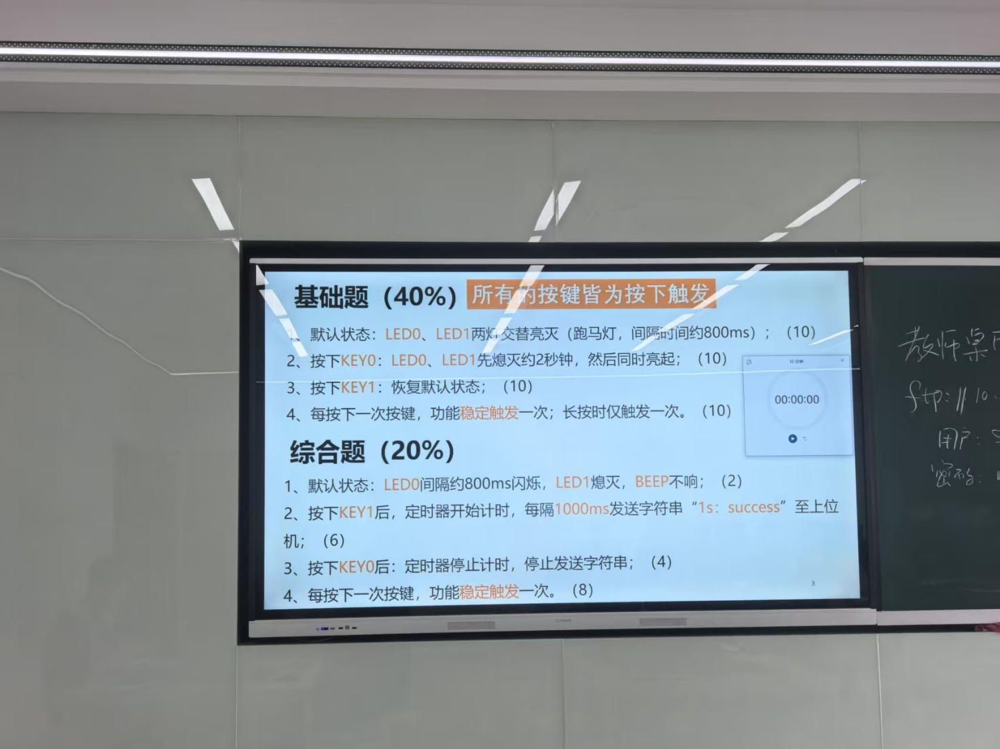 基础题（40%） 所有的按键皆为按下触发
1、默认状态：LED0、LED1两灯交替亮灭（跑马灯，间隔时间约800ms）；（10）
2、按下KEY0：LED0、LED1先熄灭约2秒钟，然后同时亮起；（10）
3、按下KEY1：恢复默认状态；（10）
4、每按下一次按键，功能稳定触发一次；长按时仅触发一次。（10）
10 分钟
00:00:00
综合题（20%）
1、默认状态：LED0间隔约800ms闪烁，LED1熄灭，BEEP不响；（2）
2、按下KEY1后，定时器开始计时，每隔1000ms发送字符串“1s：success”至上位
机；（6）
3、按下KEY0后：定时器停止计时，停止发送字符串；（4）
4、每按下一次按键，功能稳定触发一次。（8）
3
教师桌
ftp://10.
用户：
密码：